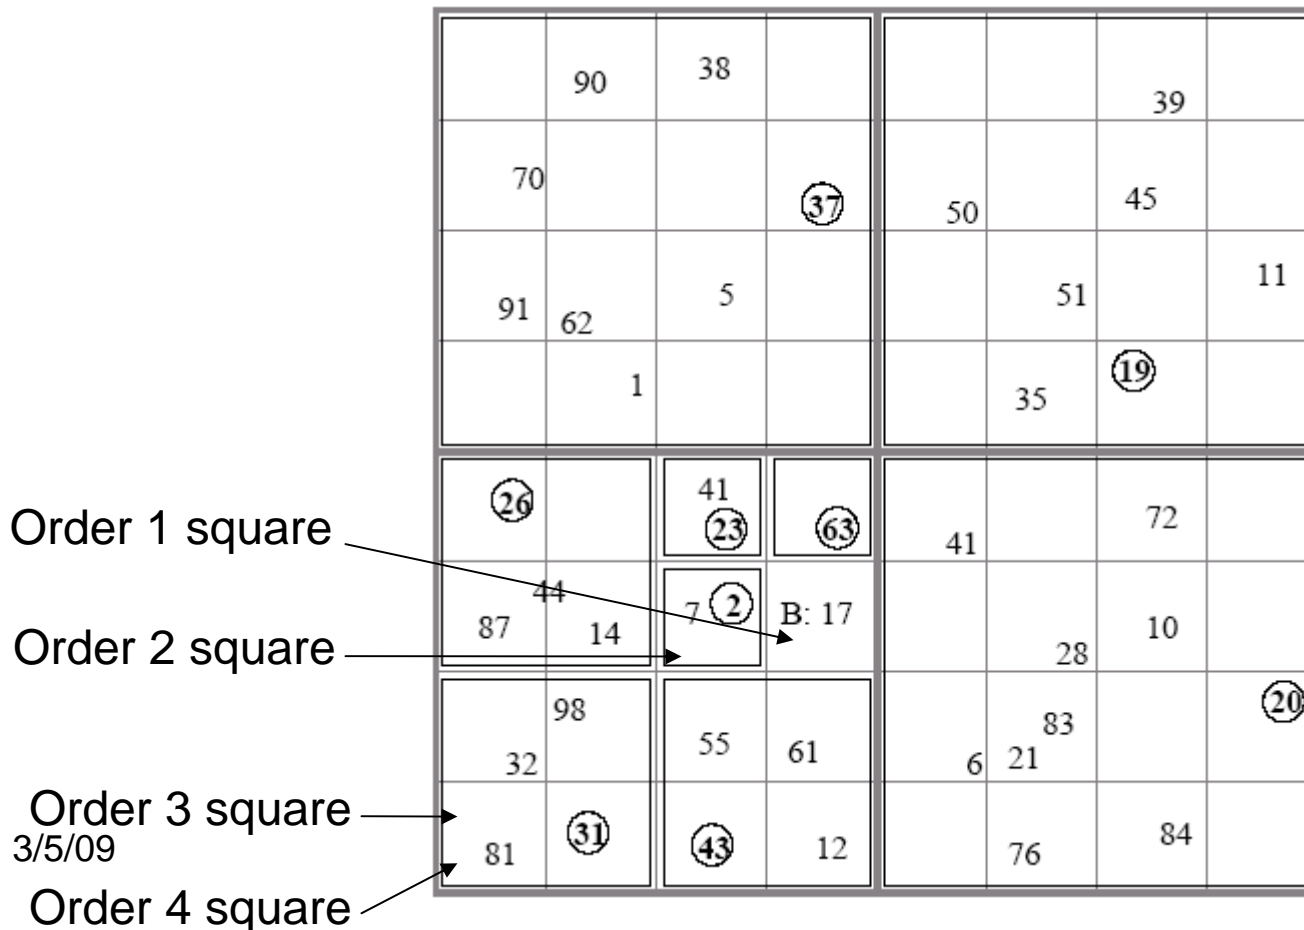 90 38 39
70 37 50 45
91 62 5 51 11
1 35 19
26 41 23 63 41 72
Order 1 square
44 87 14 7 2 B: 17 28 10
Order 2 square
98 32 55 61 6 21 83 20
Order 3 square
3/5/09
81 31 43 12 76 84
Order 4 square